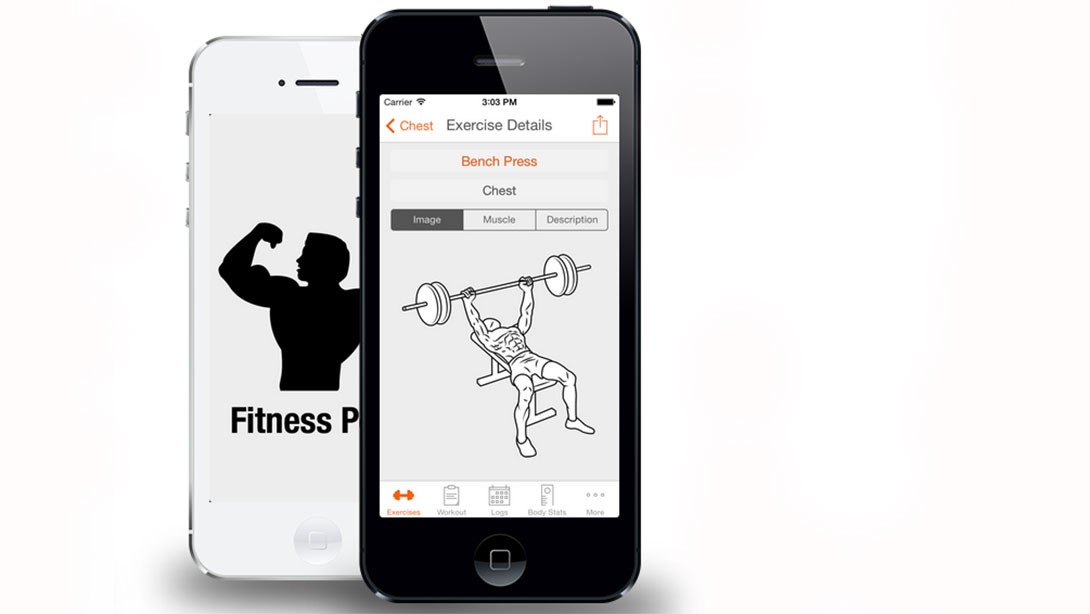 Fitness P
Carrier 3:03 PM
Chest Exercise Details
Bench Press
Chest
Image Muscle Description
Exercises Workout Logs Body Stats More